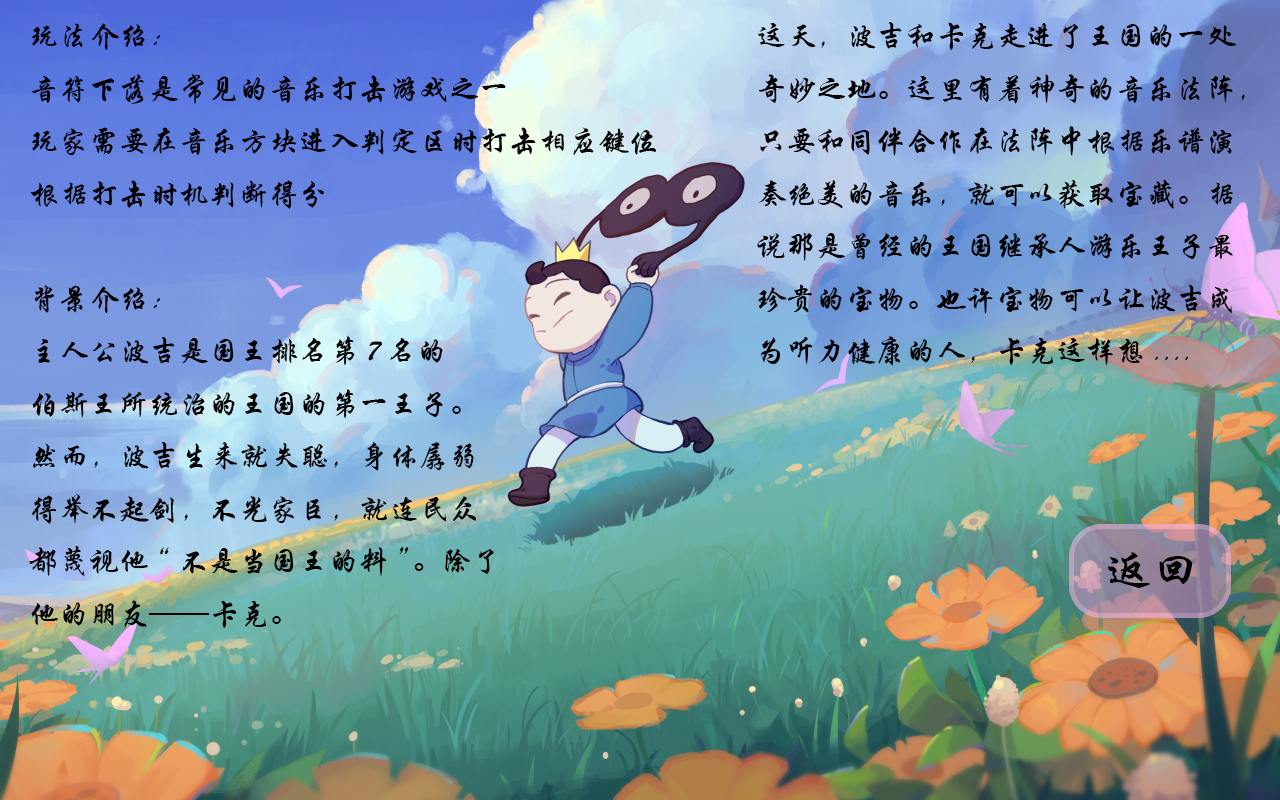 玩法介绍：
音符下落是常见的音乐打击游戏之一
玩家需要在音乐方块进入判定区时打击相应键位
根据打击时机判断得分
背景介绍：
主人公波吉是国王排名第7名的
伯斯王所统治的王国的第一王子。
然而，波吉生来就失聪，身体孱弱
得举不起剑，不光家臣，就连民众
都蔑视他“不是当国王的料”。除了
他的朋友——卡克。
这天，波吉和卡克走进了王国的一处
奇妙之地。这里有着神奇的音乐法阵，
只要和同伴合作在法阵中根据乐谱演
奏绝美的音乐，就可以获取宝藏。据
说那是曾经的王国继承人游乐王子最
珍贵的宝物。也许宝物可以让波吉成
为听力健康的人，卡克这样想....
返回